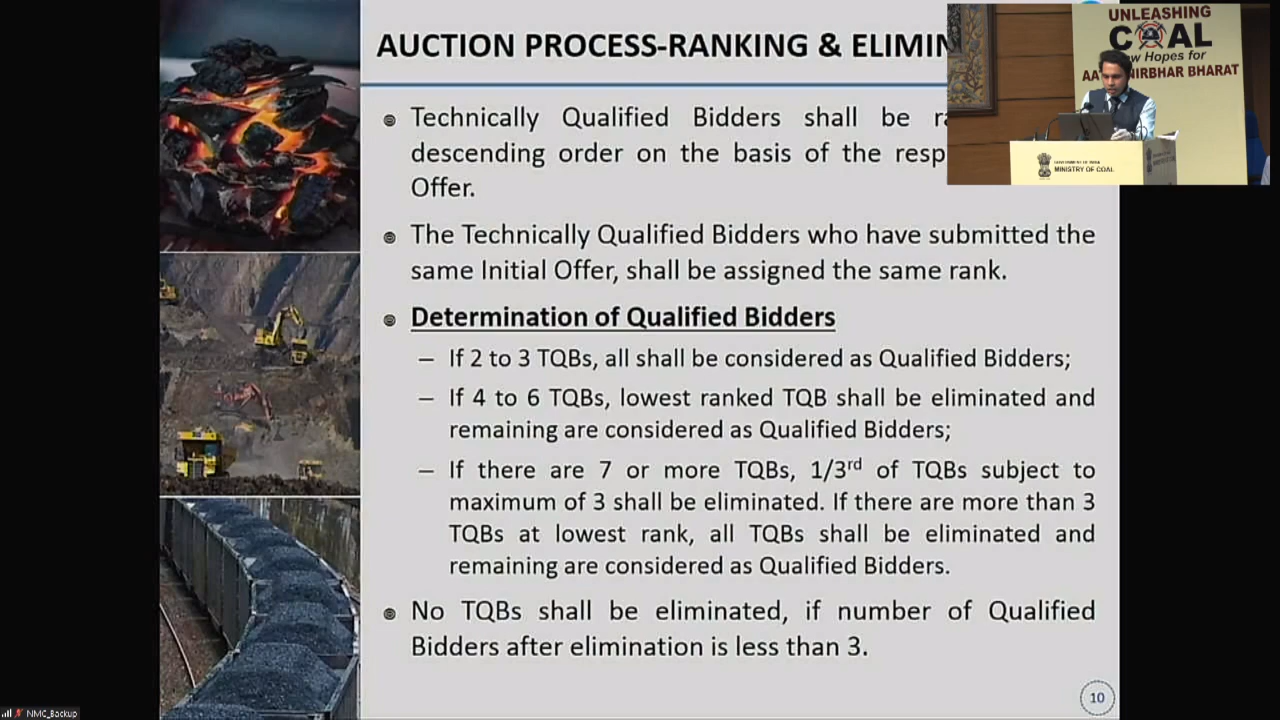 AUCTION PROCESS-RANKING & ELIMIN
Technically Qualified Bidders shall be
descending order on the basis of the resp
Offer.
The Technically Qualified Bidders who have submitted the
same Initial Offer, shall be assigned the same rank.
Determination of Qualified Bidders
– If 2 to 3 TQBs, all shall be considered as Qualified Bidders;
– If 4 to 6 TQBs, lowest ranked TQB shall be eliminated and
remaining are considered as Qualified Bidders;
– If there are 7 or more TQBs, 1/3rd of TQBs subject to
maximum of 3 shall be eliminated. If there are more than 3
TQBs at lowest rank, all TQBs shall be eliminated and
remaining are considered as Qualified Bidders.
No TQBs shall be eliminated, if number of Qualified
Bidders after elimination is less than 3.
10
UNLEASHING
COAL
w Hopes for
AA NIRBHAR BHARAT
GOVERNMENT OF INDIA
MINISTRY OF COAL
NMC_Backup